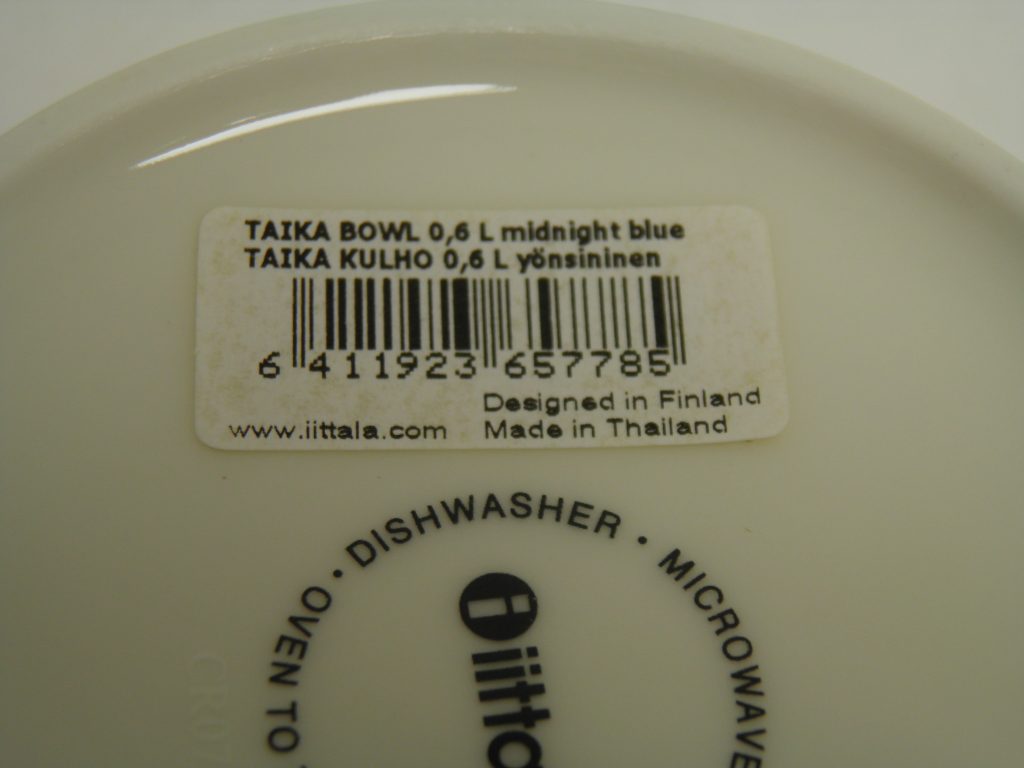 TAIKA BOWL 0,6 L midnight blue
TAIKA KULHO 0,6 L yönsininen
6 411923 657785
Designed in Finland
www.iittala.com Made in Thailand
OVEN TO • DISHWASHER • MICROWAVE
iitta